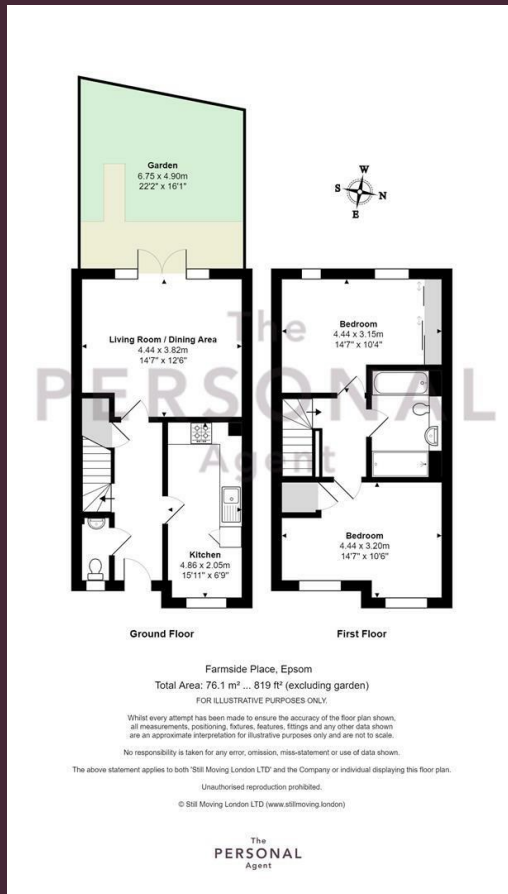 Garden
6.75 x 4.90m
22'2" x 16'1"
W
S
N
E
Living Room / Dining Area
4.44 x 3.82m
14'7" x 12'6"
Bedroom
4.44 x 3.15m
14'7" x 10'4"
The
PERSONAL
Agent
Kitchen
4.86 x 2.05m
15'11" x 6'9"
Bedroom
4.44 x 3.20m
14'7" x 10'6"
Ground Floor
First Floor
Farmside Place, Epsom
Total Area: 76.1 m² ... 819 ft² (excluding garden)
FOR ILLUSTRATIVE PURPOSES ONLY.
Whilst every attempt has been made to ensure the accuracy of the floor plan shown,
all measurements, positioning, fixtures, features, fittings and any other data shown
are an approximate interpretation for illustrative purposes only and are not to scale.
No responsibility is taken for any error, omission, miss-statement or use of data shown.
The above statement applies to both 'Still Moving London LTD' and the Company or individual displaying this floor plan.
Unauthorised reproduction prohibited.
© Still Moving London LTD (www.stillmoving.london)
The
PERSONAL
Agent